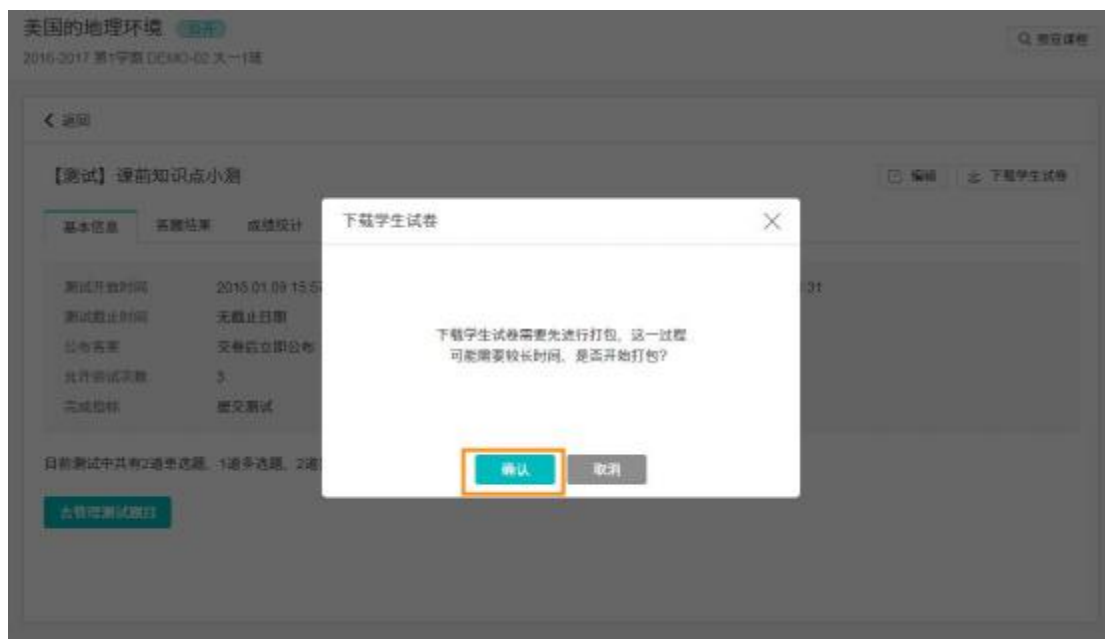 美国的地理环境 公开
2016-2017 第1学期 DEMO-02 大一1班
预览课程
返回
【测试】课前知识点小测
编辑 下载学生试卷
基本信息 答题结果 成绩统计
下载学生试卷
测试开始时间 2016.01.09 15:57
31
测试截止时间 无截止日期
公布答案 交卷后立即公布
允许尝试次数 3
完成指标 提交测试
下载学生试卷需要先进行打包，这一过程
可能需要较长时间，是否开始打包？
目前测试中共有2道单选题，1道多选题，2道
确认 取消
去管理测试题目